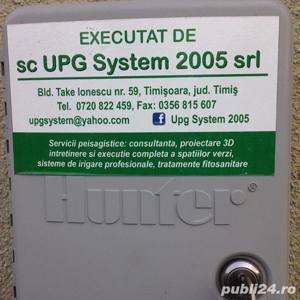 EXECUTAT DE
sc UPG System 2005 srl
Bld. Take Ionescu nr. 59, Timișoara, jud. Timiș
Tel. 0720 822 459, Fax: 0356 815 607
upgsystem@yahoo.com f Upg System 2005
Servicii peisagistice: consultanta, proiectare 3D
intretinere si executie completa a spatiilor verzi,
sisteme de irigare profesionale, tratamente fitosanitare
Hunter
publi24.ro